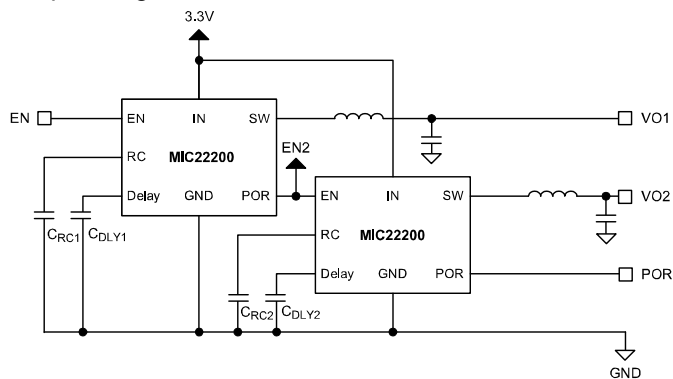 3.3V
EN
EN IN SW
VO1
RC MIC22200
EN2
Delay GND POR
EN IN SW
VO2
CRC1 CDLY1
RC MIC22200
Delay GND POR
POR
CRC2 CDLY2
GND